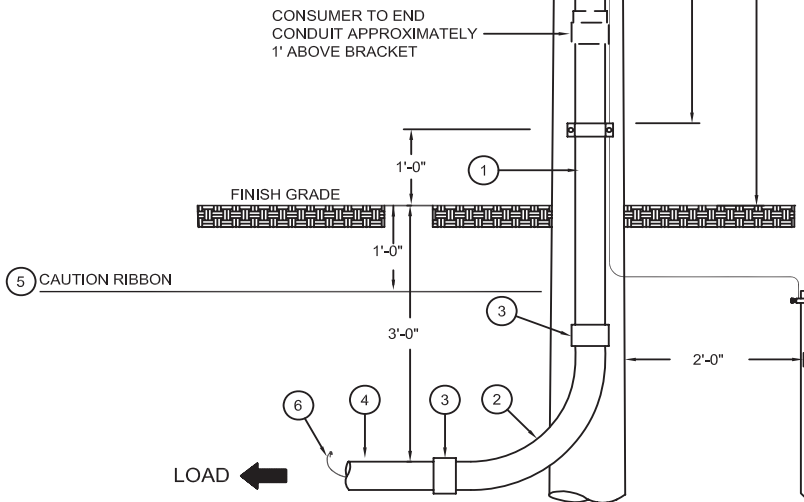 CONSUMER TO END
CONDUIT APPROXIMATELY
1' ABOVE BRACKET
1'-0"
1
FINISH GRADE
1'-0"
5 CAUTION RIBBON
3
3'-0"
2'-0"
6
4
3
2
LOAD